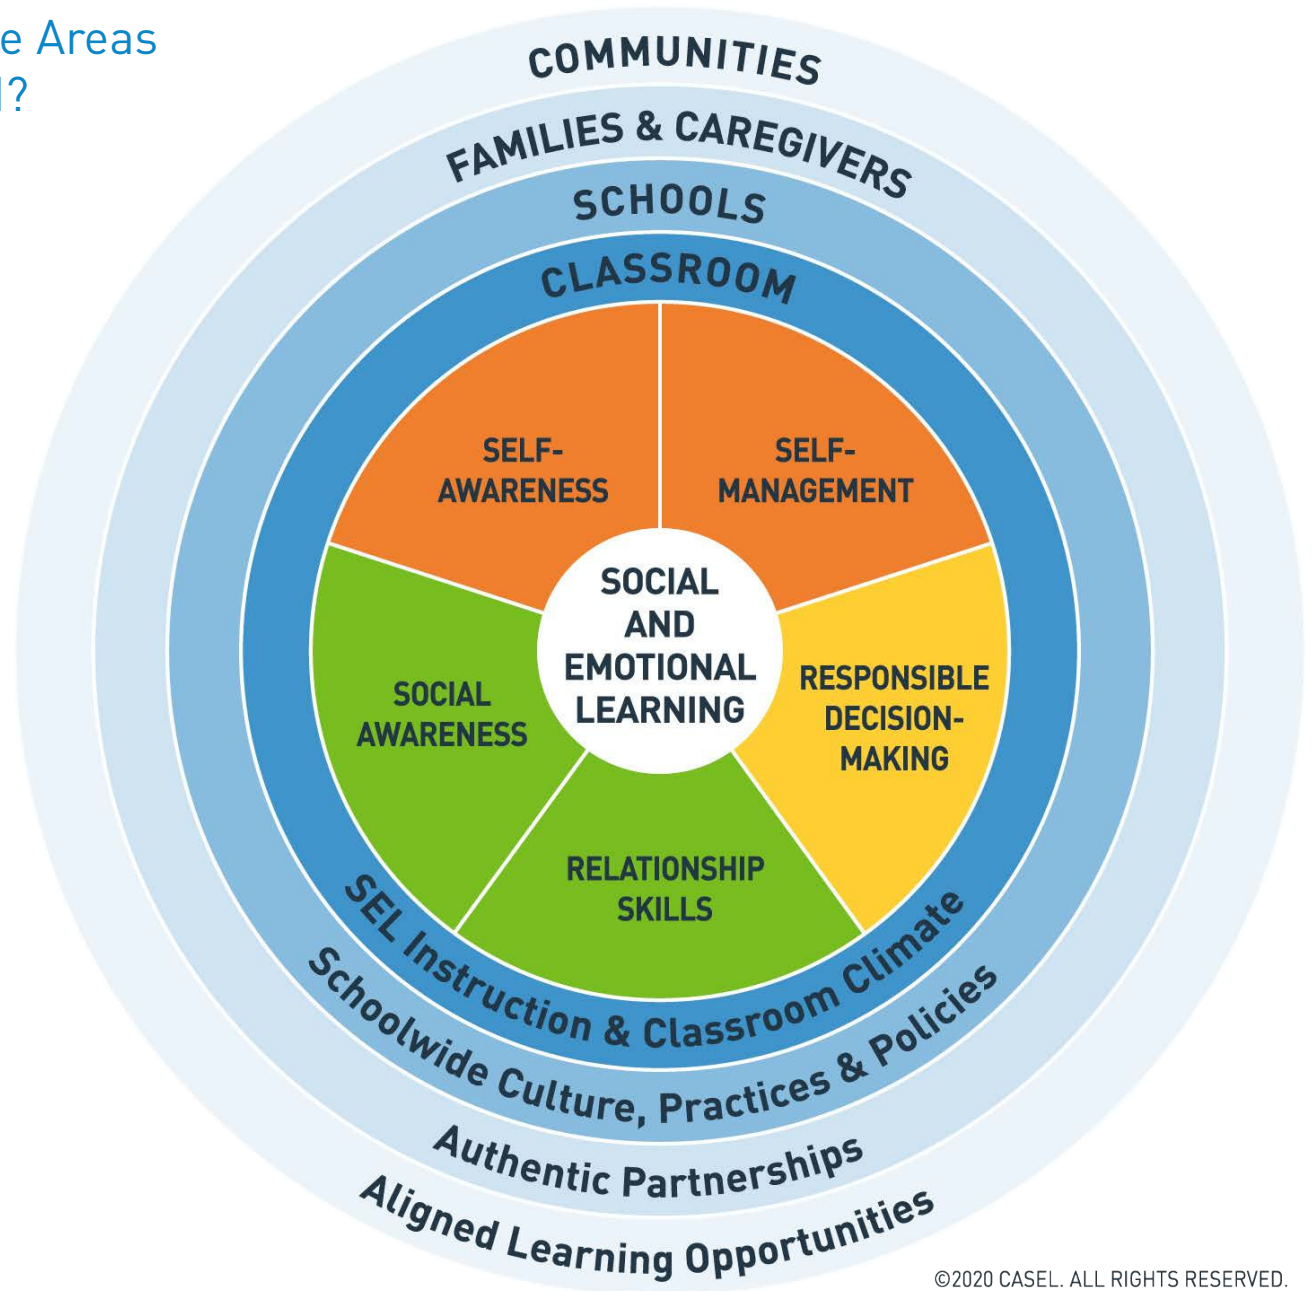 e Areas
?
COMMUNITIES
FAMILIES & CAREGIVERS
SCHOOLS
CLASSROOM
SELF-
AWARENESS
SELF-
MANAGEMENT
SOCIAL
AND
EMOTIONAL
LEARNING
SOCIAL
AWARENESS
RESPONSIBLE
DECISION-
MAKING
RELATIONSHIP
SKILLS
SEL Instruction & Classroom Climate
Schoolwide Culture, Practices & Policies
Authentic Partnerships
Aligned Learning Opportunities
©2020 CASEL. ALL RIGHTS RESERVED.